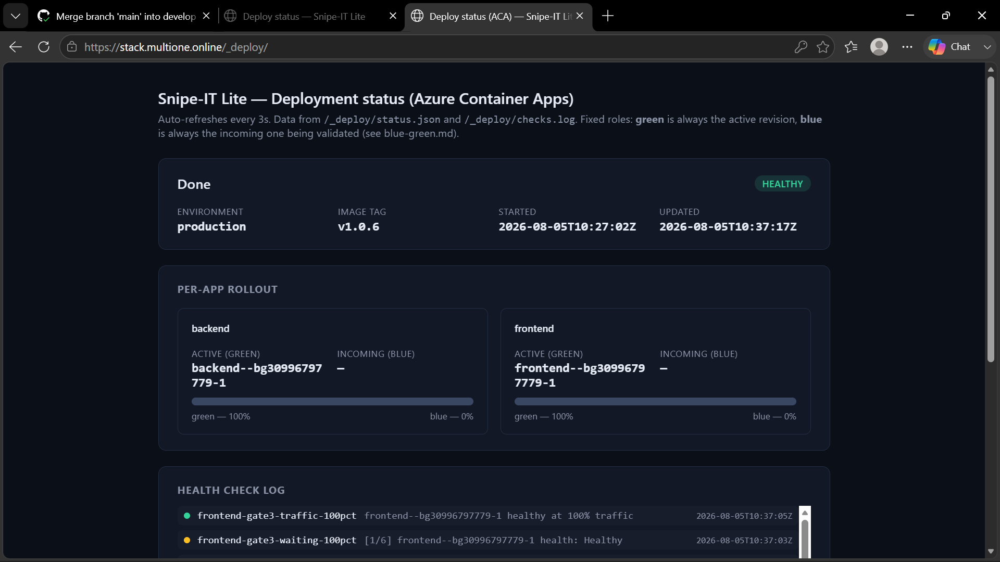 Merge branch 'main' into develop
Deploy status — Snipe-IT Lite
Deploy status (ACA) — Snipe-IT Lit
https://stack.multione.online/_deploy/
Chat
Snipe-IT Lite — Deployment status (Azure Container Apps)
Auto-refreshes every 3s. Data from /_deploy/status.json and /_deploy/checks.log. Fixed roles: green is always the active revision, blue
is always the incoming one being validated (see blue-green.md).
Done
HEALTHY
ENVIRONMENT
production
IMAGE TAG
v1.0.6
STARTED
2026-08-05T10:27:02Z
UPDATED
2026-08-05T10:37:17Z
PER-APP ROLLOUT
backend
ACTIVE (GREEN)
backend--bg30996797
779-1
INCOMING (BLUE)
—
green — 100%
blue — 0%
frontend
ACTIVE (GREEN)
frontend--bg3099679
7779-1
INCOMING (BLUE)
—
green — 100%
blue — 0%
HEALTH CHECK LOG
frontend-gate3-traffic-100pct frontend--bg30996797779-1 healthy at 100% traffic 2026-08-05T10:37:05Z
frontend-gate3-waiting-100pct [1/6] frontend--bg30996797779-1 health: Healthy 2026-08-05T10:37:03Z